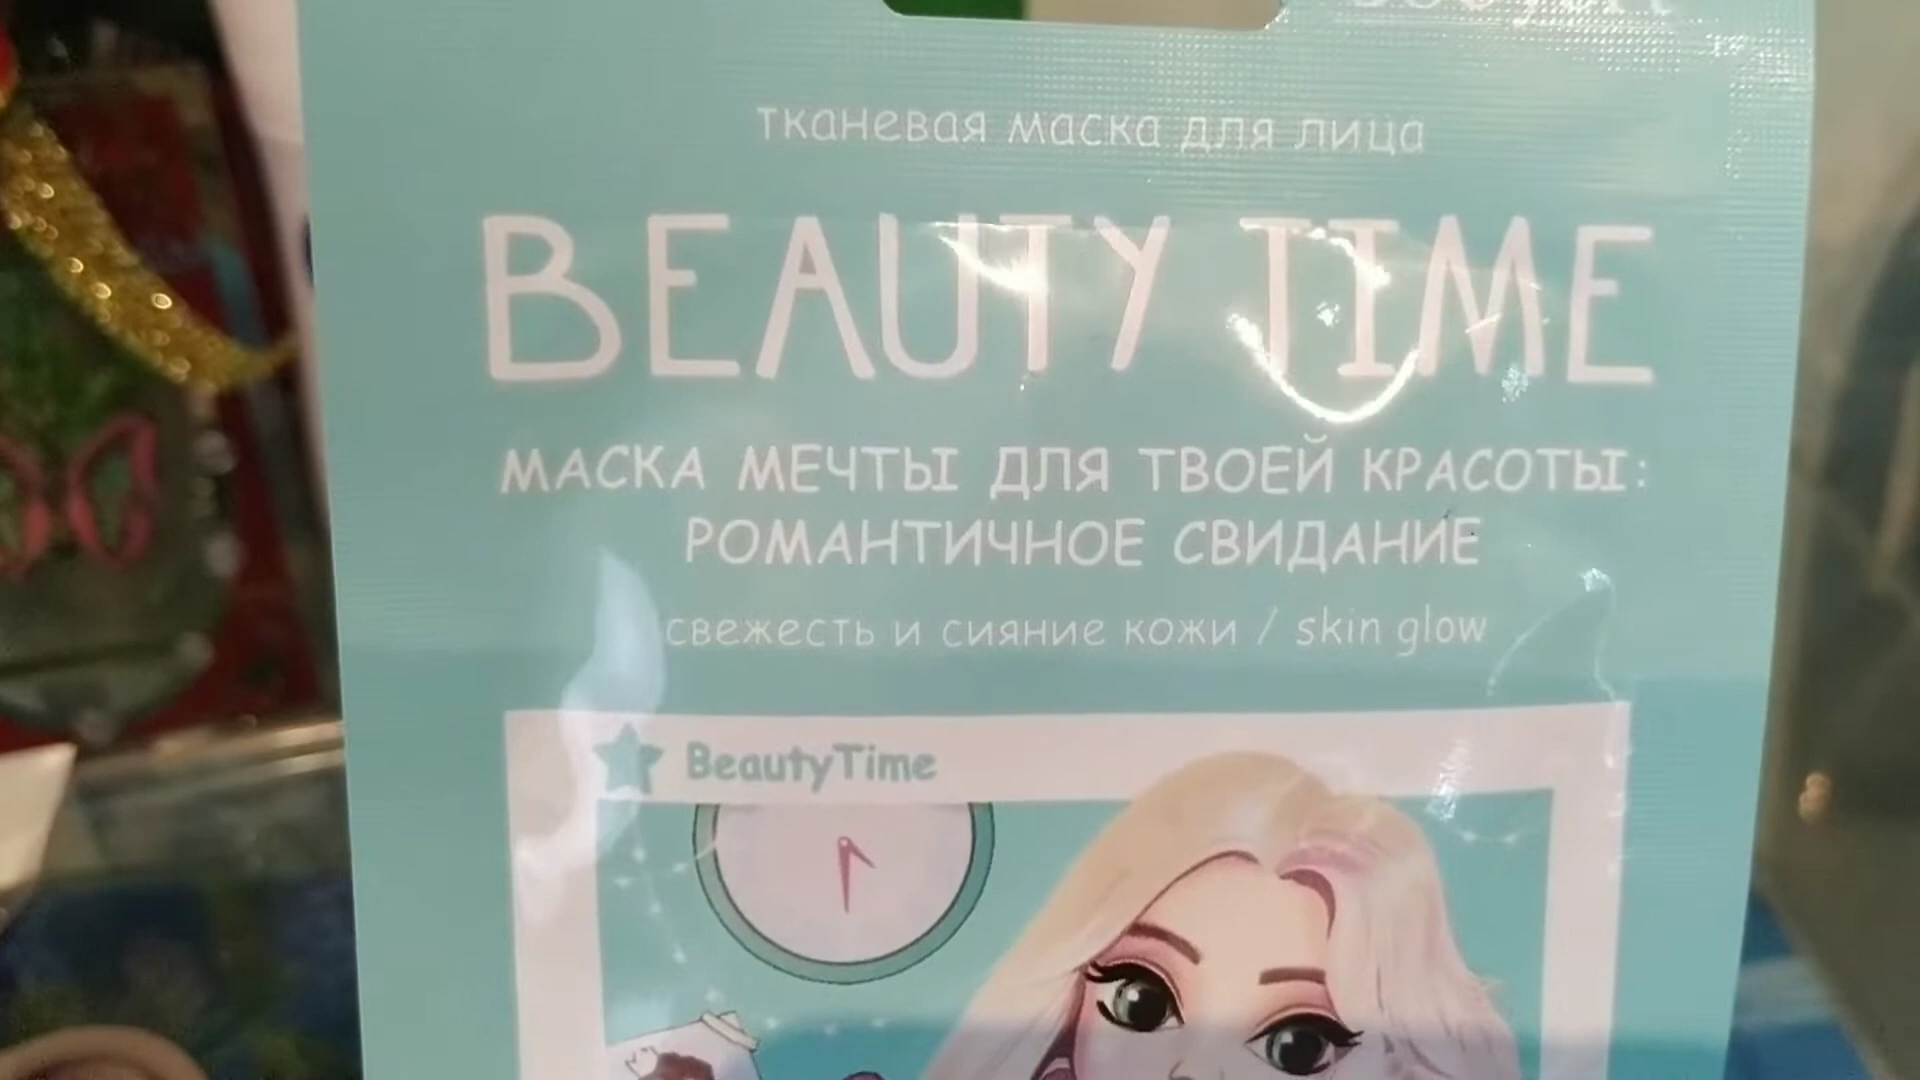 тканевая маска для лица
BEAUTY TIME
МАСКА МЕЧТЫ ДЛЯ ТВОЕЙ КРАСОТЫ:
РОМАНТИЧНОЕ СВИДАНИЕ
свежесть и сияние кожи / skin glow
BeautyTime